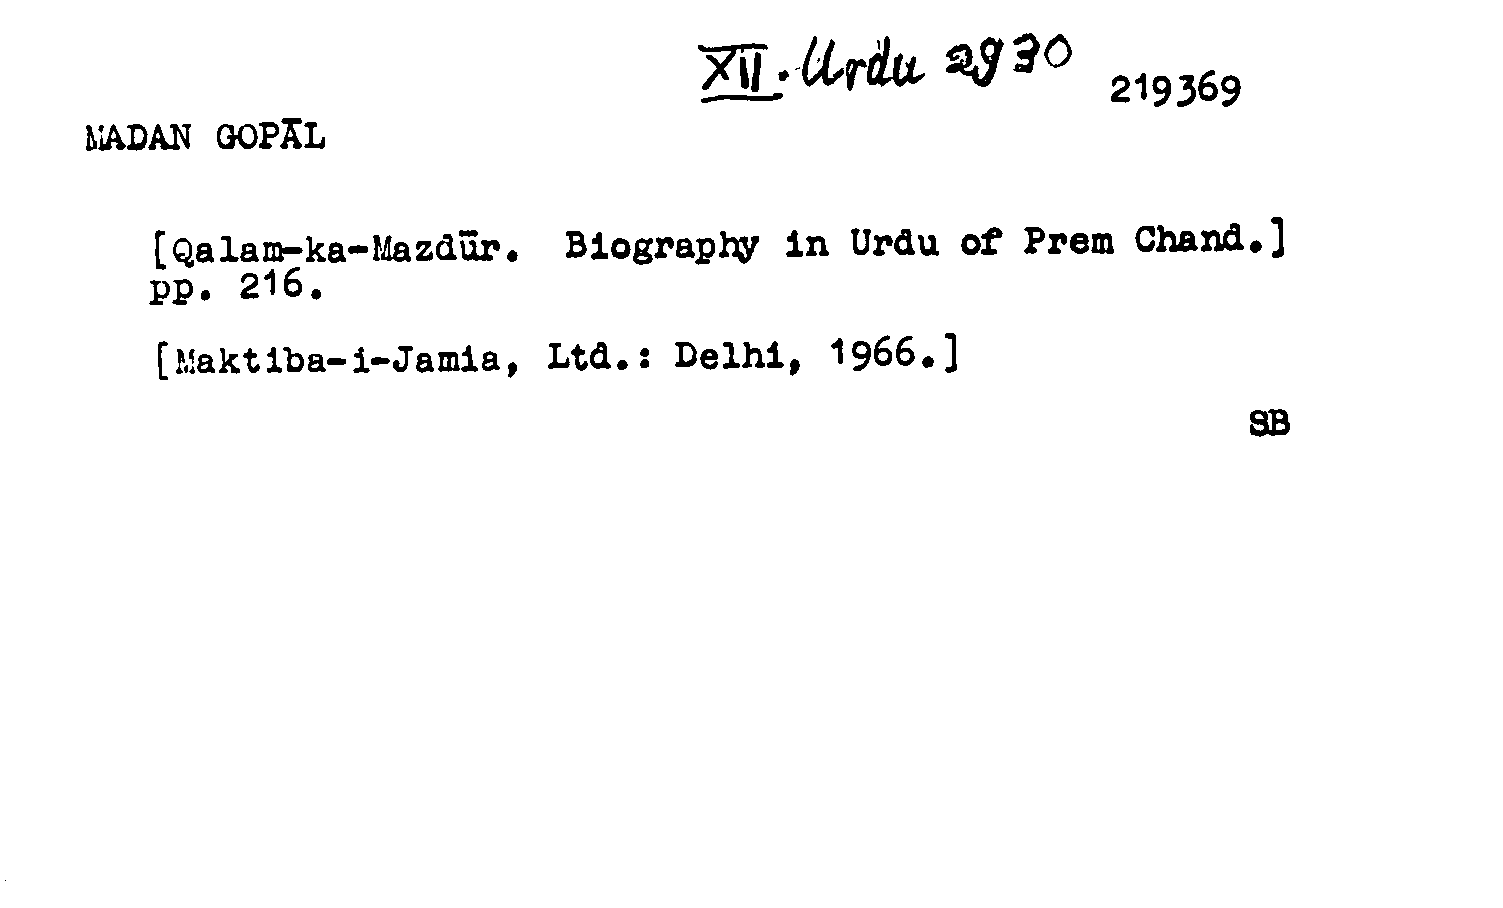 XII. Urdu 2930 219369
MADAN GOPĀL
[Qalam-ka-Mazdūr. Biography in Urdu of Prem Chand.]
pp. 216.
[Maktiba-i-Jamia, Ltd.: Delhi, 1966.]
SB